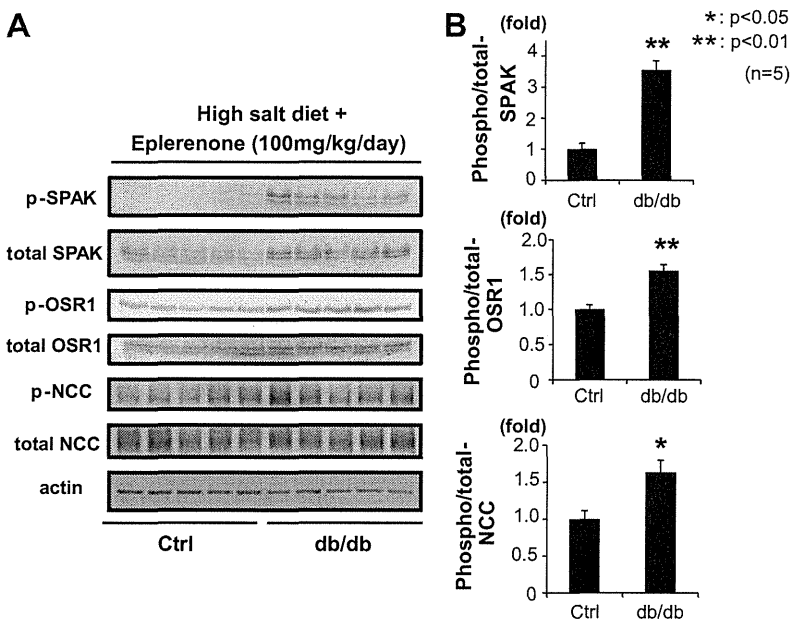 A
High salt diet +
Eplerenone (100mg/kg/day)
p-SPAK
total SPAK
p-OSR1
total OSR1
p-NCC
total NCC
actin
Ctrl
db/db
B
*: p<0.05
**: p<0.01
(n=5)
(fold)
Phospho/total-
SPAK
4
3
2
1
0
**
Ctrl
db/db
(fold)
Phospho/total-
OSR1
2.0
1.5
1.0
0.5
0
**
Ctrl
db/db
(fold)
Phospho/total-
NCC
2.0
1.5
1.0
0.5
0
*
Ctrl
db/db